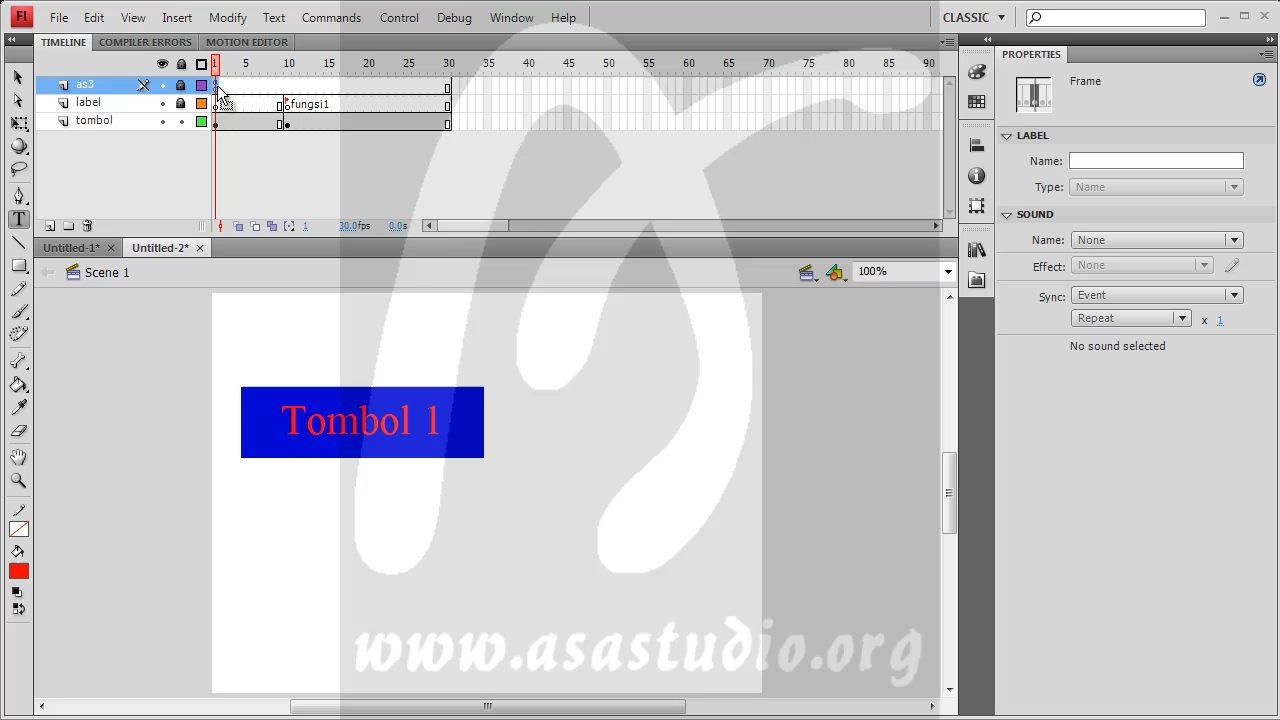 Fl File Edit View Insert Modify Text Commands Control Debug Window Help CLASSIC
TIMELINE COMPILER ERRORS MOTION EDITOR
PROPERTIES
1 5 10 15 20 25 30 35 40 45 50 55 60 65 70 75 80 85 90
as3
label fungsi1
tombol
1 30.0fps 0.0s
Frame
LABEL
Name:
Type: Name
SOUND
Name: None
Effect: None
Sync: Event
Repeat x 1
No sound selected
Untitled-1* Untitled-2*
Scene 1 100%
T
Tombol 1
www.asastudio.org